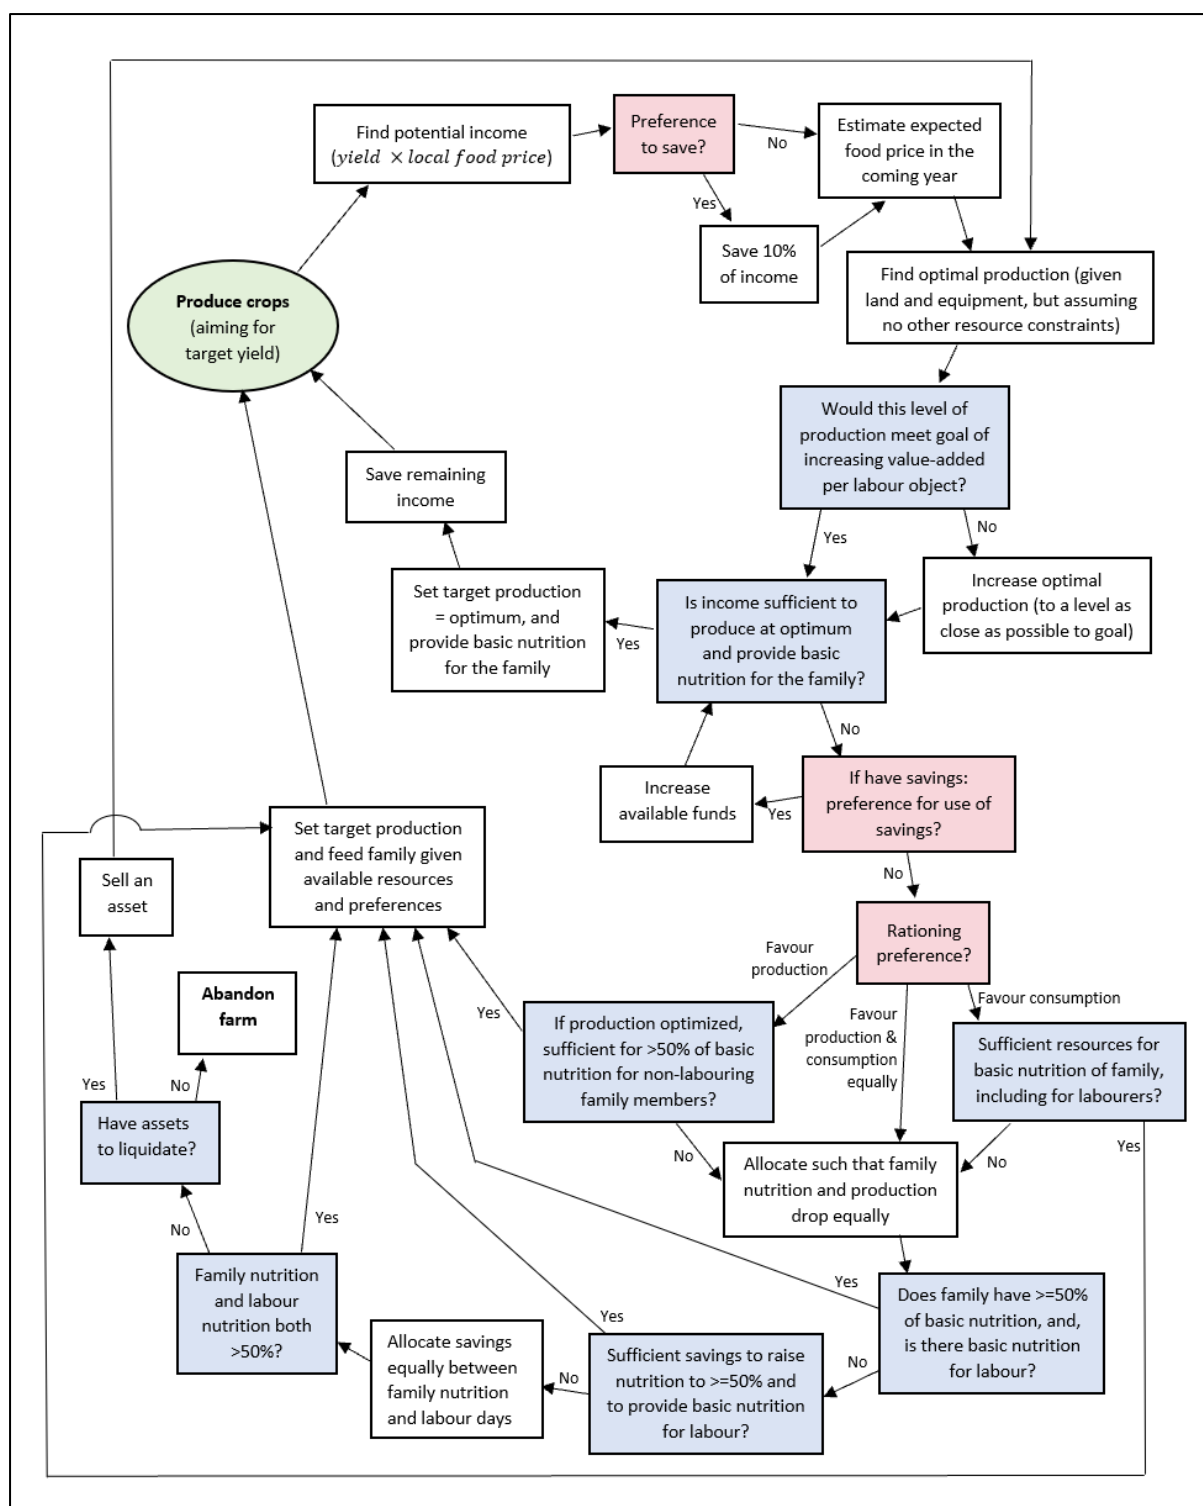 Find potential income
(yield × local food price)
Preference
to save?
No
Estimate expected
food price in the
coming year
Yes
Save 10%
of income
Find optimal production (given
land and equipment, but assuming
no other resource constraints)
Produce crops
(aiming for
target yield)
Would this level of
production meet goal of
increasing value-added
per labour object?
Save remaining
income
Yes
No
Set target production
= optimum, and
provide basic nutrition
for the family
Yes
Is income sufficient to
produce at optimum
and provide basic
nutrition for the family?
Increase optimal
production (to a level as
close as possible to goal)
No
Increase
available funds
Yes
If have savings:
preference for use of
savings?
Set target production
and feed family given
available resources
and preferences
Sell an
asset
No
Rationing
preference?
Favour
production
Favour consumption
Favour
production &
consumption
equally
Abandon
farm
Yes
If production optimized,
sufficient for >50% of basic
nutrition for non-labouring
family members?
Sufficient resources for
basic nutrition of family,
including for labourers?
Yes
No
Have assets
to liquidate?
No
Allocate such that family
nutrition and production
drop equally
No
Yes
No
Yes
Family nutrition
and labour
nutrition both
>50%?
Yes
Does family have >=50%
of basic nutrition, and,
is there basic nutrition
for labour?
Yes
Allocate savings
equally between
family nutrition
and labour days
No
Sufficient savings to raise
nutrition to >=50% and
to provide basic nutrition
for labour?
No